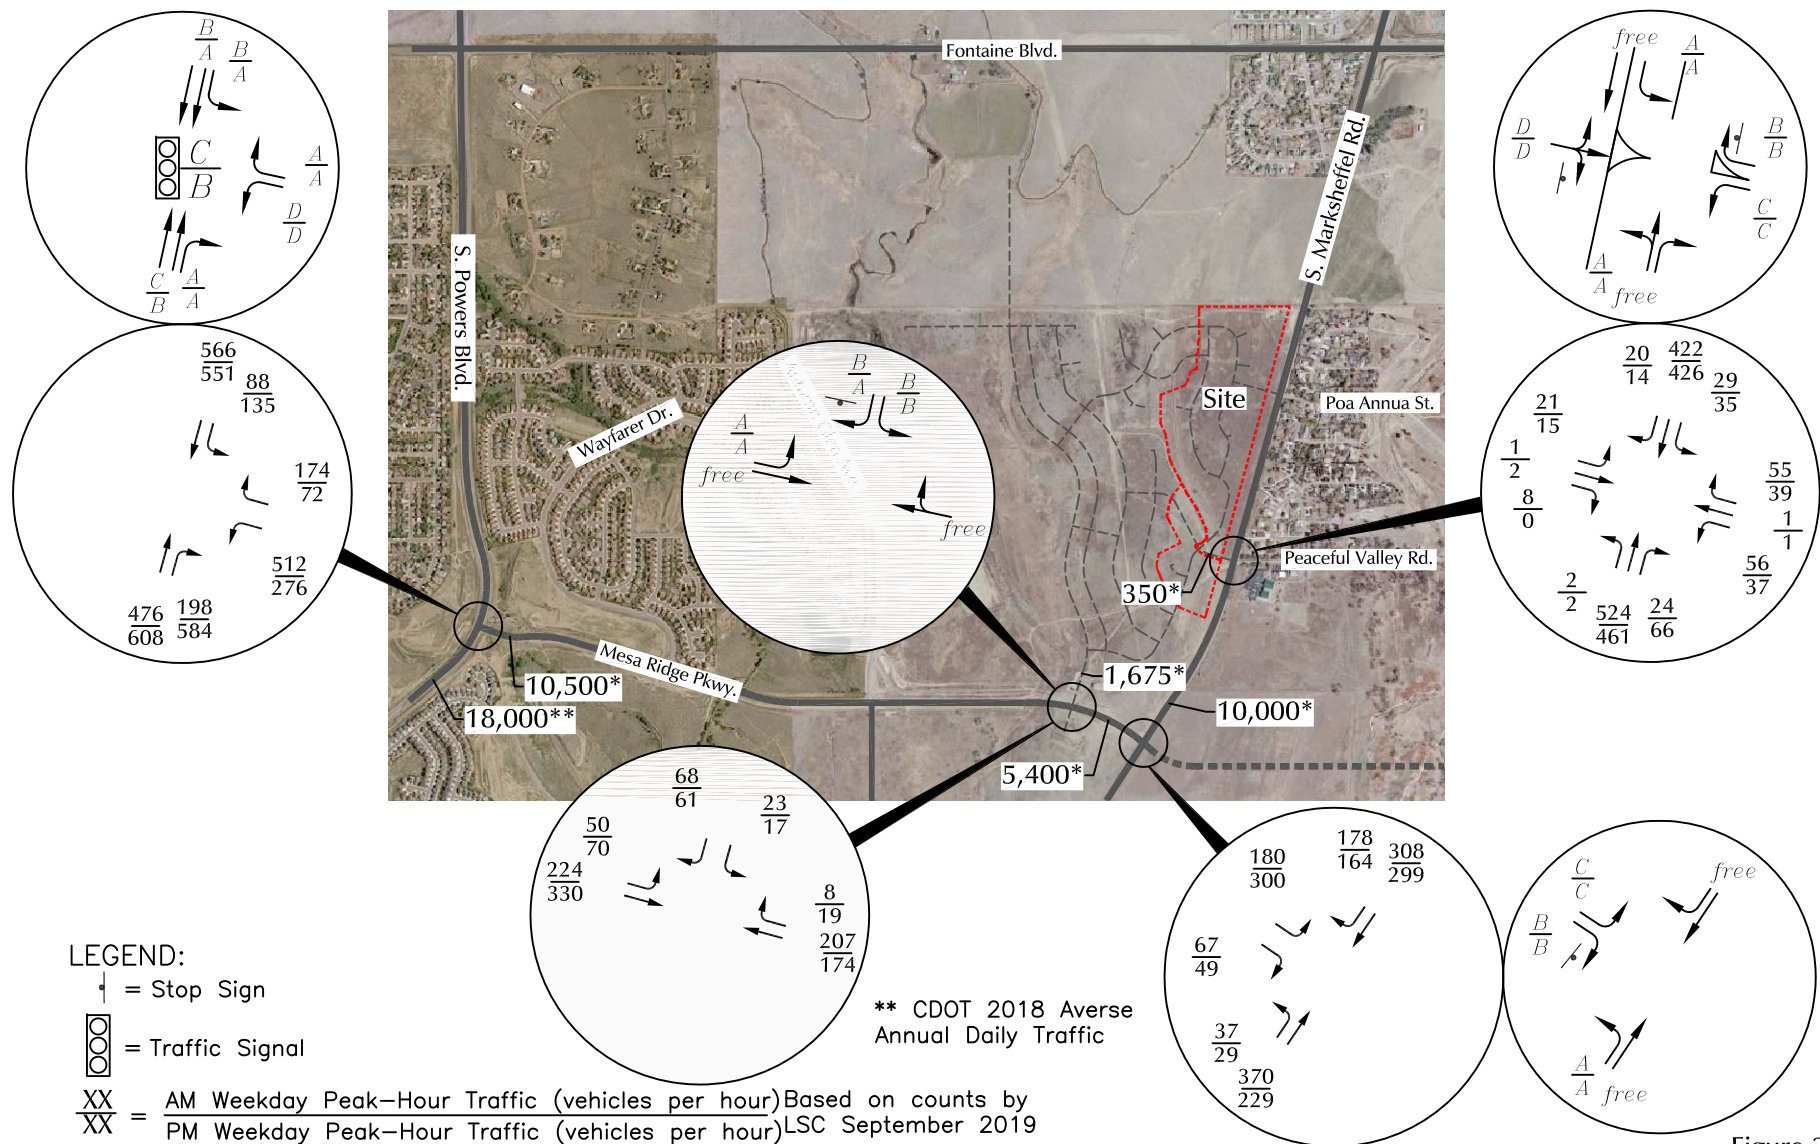 Fontaine Blvd.
S. Powers Blvd.
S. Marksheffel Rd.
Wayfarer Dr.
Site
Poa Annua St.
Peaceful Valley Rd.
Mesa Ridge Pkwy.
350*
1,675*
10,500*
18,000**
10,000*
5,400*
B
A
B
A
C
B
A
A
D
D
C
B
A
A
566
551
88
135
174
72
512
276
476
608
198
584
B
A
B
B
A
A
free
free
free
A
A
D
D
B
B
C
C
A
A
free
20
14
422
426
29
35
21
15
1
2
8
0
55
39
1
1
56
37
2
2
524
461
24
66
68
61
23
17
50
70
224
330
8
19
207
174
180
300
178
164
308
299
67
49
37
29
370
229
C
C
free
B
B
A
A
free
LEGEND:
= Stop Sign
= Traffic Signal
XX
XX
=
AM Weekday Peak-Hour Traffic (vehicles per hour)
PM Weekday Peak-Hour Traffic (vehicles per hour)
Based on counts by
LSC September 2019
** CDOT 2018 Averse
Annual Daily Traffic
Figure